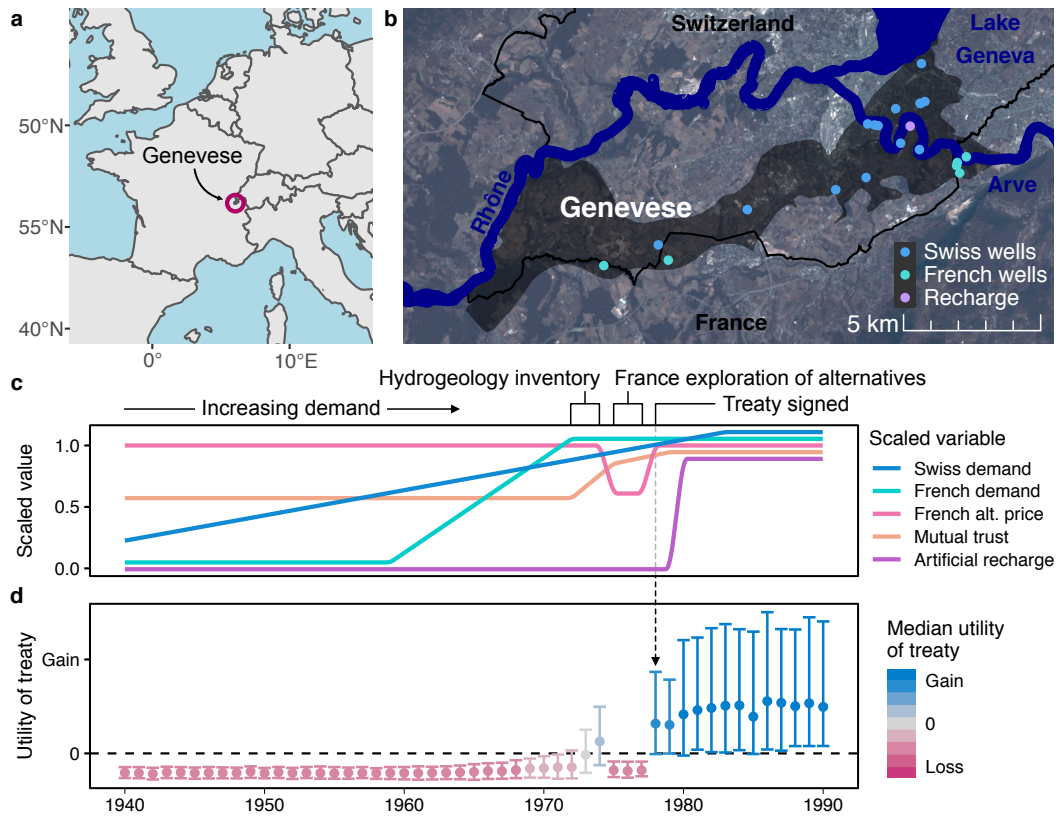 a
50°N
55°N
40°N
0°
10°E
Genevese
b
Switzerland
Lake
Geneva
Rhône
Genevese
Arve
France
Swiss wells
French wells
Recharge
5 km
c
Hydrogeology inventory
France exploration of alternatives
Increasing demand
Treaty signed
Scaled value
1.0
0.5
0.0
Scaled variable
Swiss demand
French demand
French alt. price
Mutual trust
Artificial recharge
d
Utility of treaty
Gain
0
1940
1950
1960
1970
1980
1990
Median utility
of treaty
Gain
0
Loss